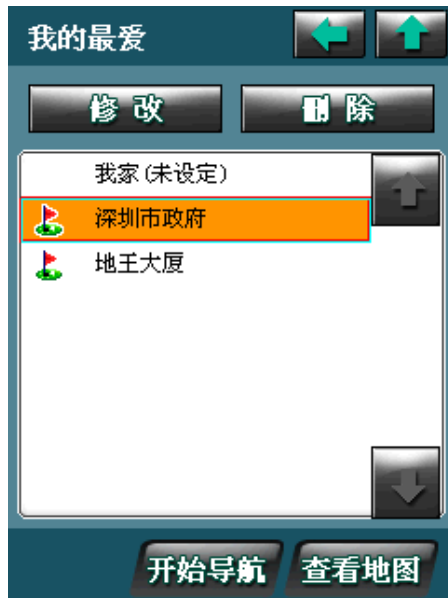 我的最爱
修改 删除
我家(未设定)
深圳市政府
地王大厦
开始导航 查看地图